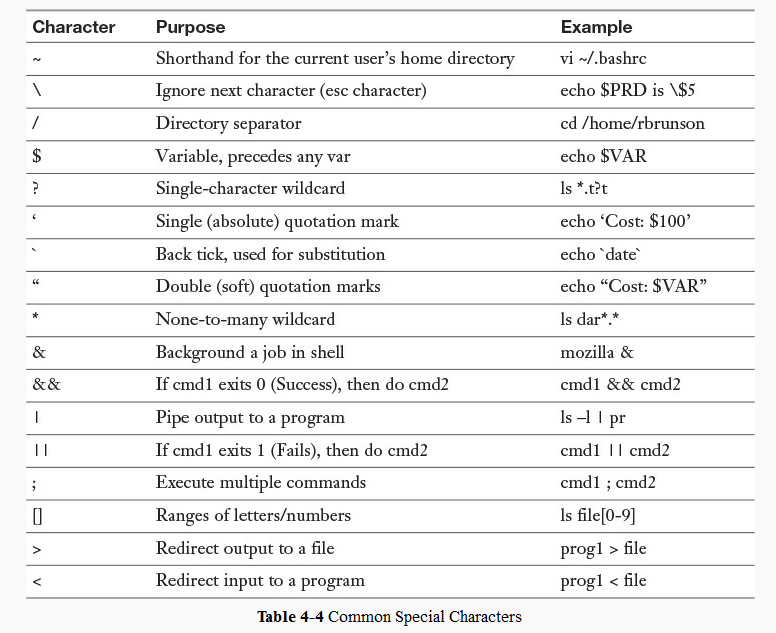 Character Purpose Example
~ Shorthand for the current user’s home directory vi ~/.bashrc
\ Ignore next character (esc character) echo $PRD is \$5
/ Directory separator cd /home/rbrunson
$ Variable, precedes any var echo $VAR
? Single-character wildcard ls *.t?t
‘ Single (absolute) quotation mark echo ‘Cost: $100’
` Back tick, used for substitution echo `date`
“ Double (soft) quotation marks echo “Cost: $VAR”
* None-to-many wildcard ls dar*.*
& Background a job in shell mozilla &
&& If cmd1 exits 0 (Success), then do cmd2 cmd1 && cmd2
| Pipe output to a program ls –l | pr
|| If cmd1 exits 1 (Fails), then do cmd2 cmd1 || cmd2
; Execute multiple commands cmd1 ; cmd2
[] Ranges of letters/numbers ls file[0-9]
> Redirect output to a file prog1 > file
< Redirect input to a program prog1 < file
Table 4-4 Common Special Characters